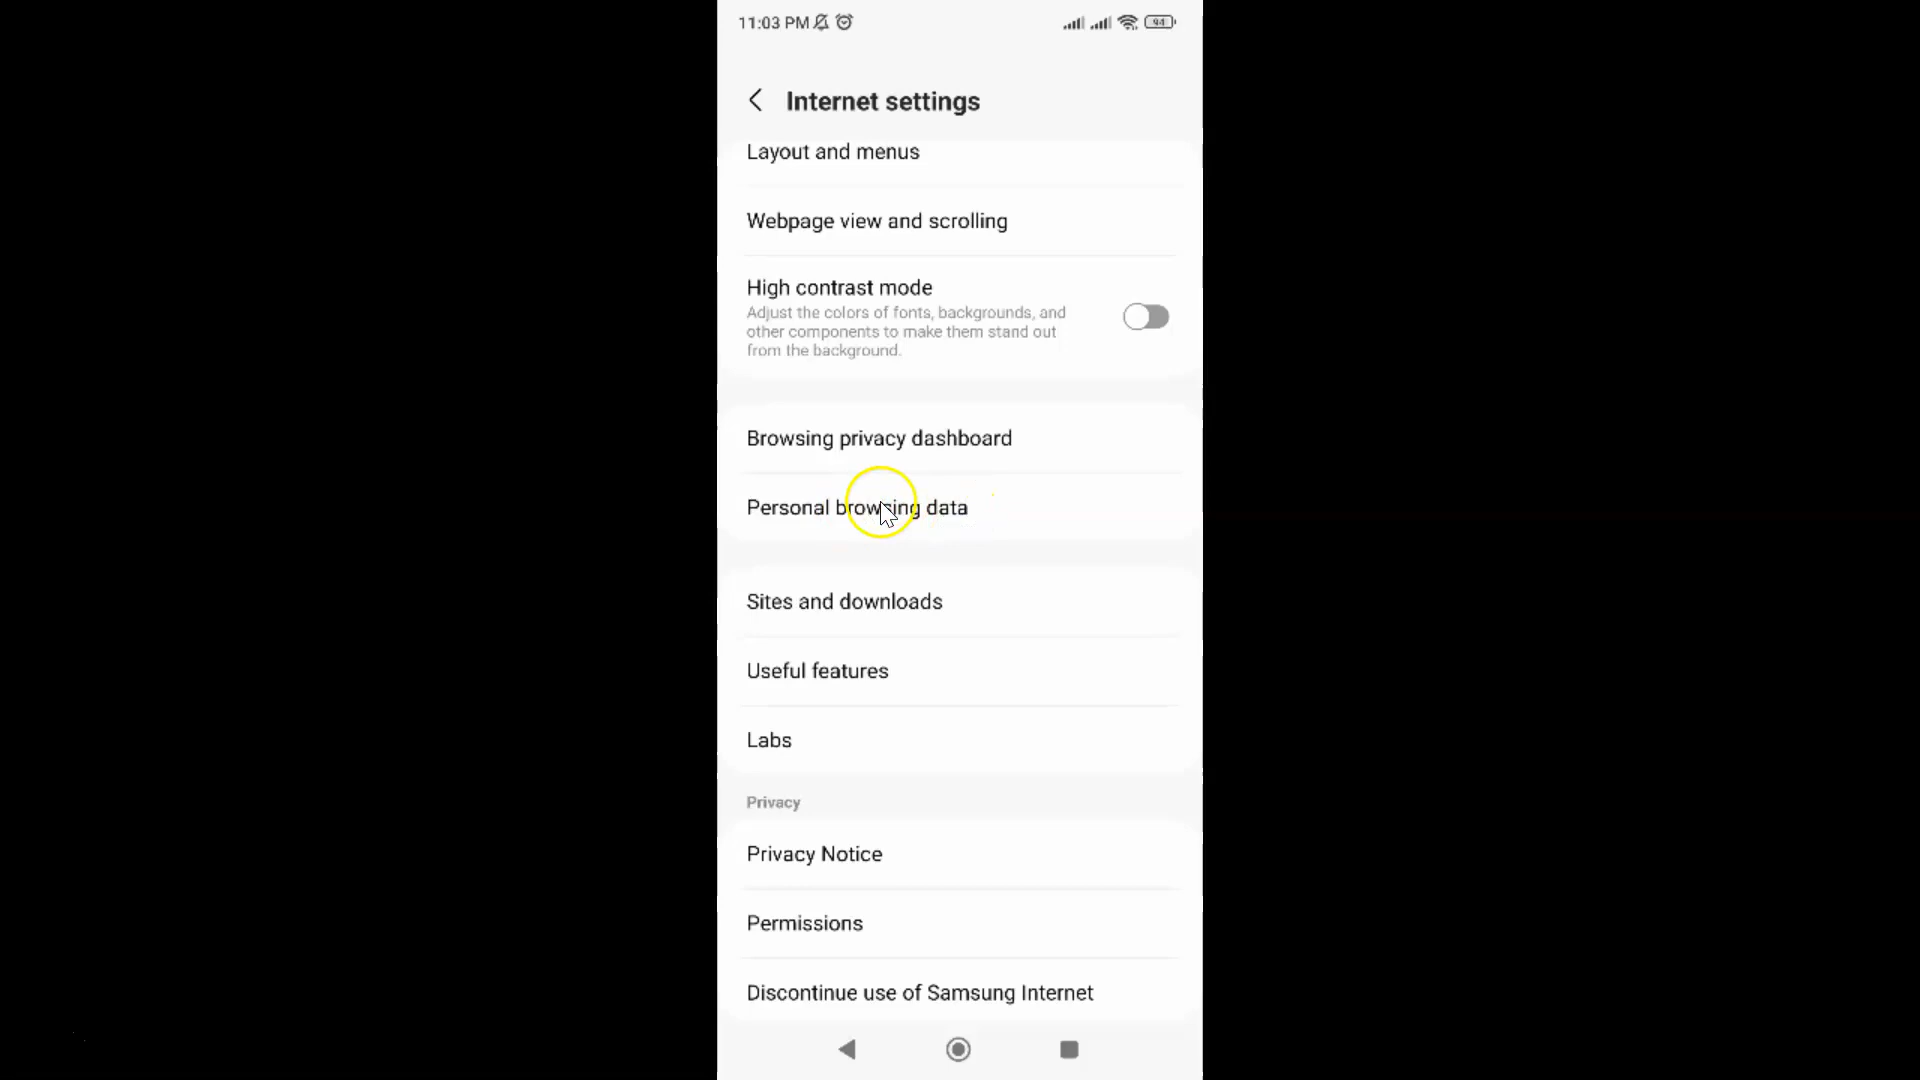 11:03 PM
94
Internet settings
Layout and menus
Webpage view and scrolling
High contrast mode
Adjust the colors of fonts, backgrounds, and
other components to make them stand out
from the background.
Browsing privacy dashboard
Personal browsing data
Sites and downloads
Useful features
Labs
Privacy
Privacy Notice
Permissions
Discontinue use of Samsung Internet